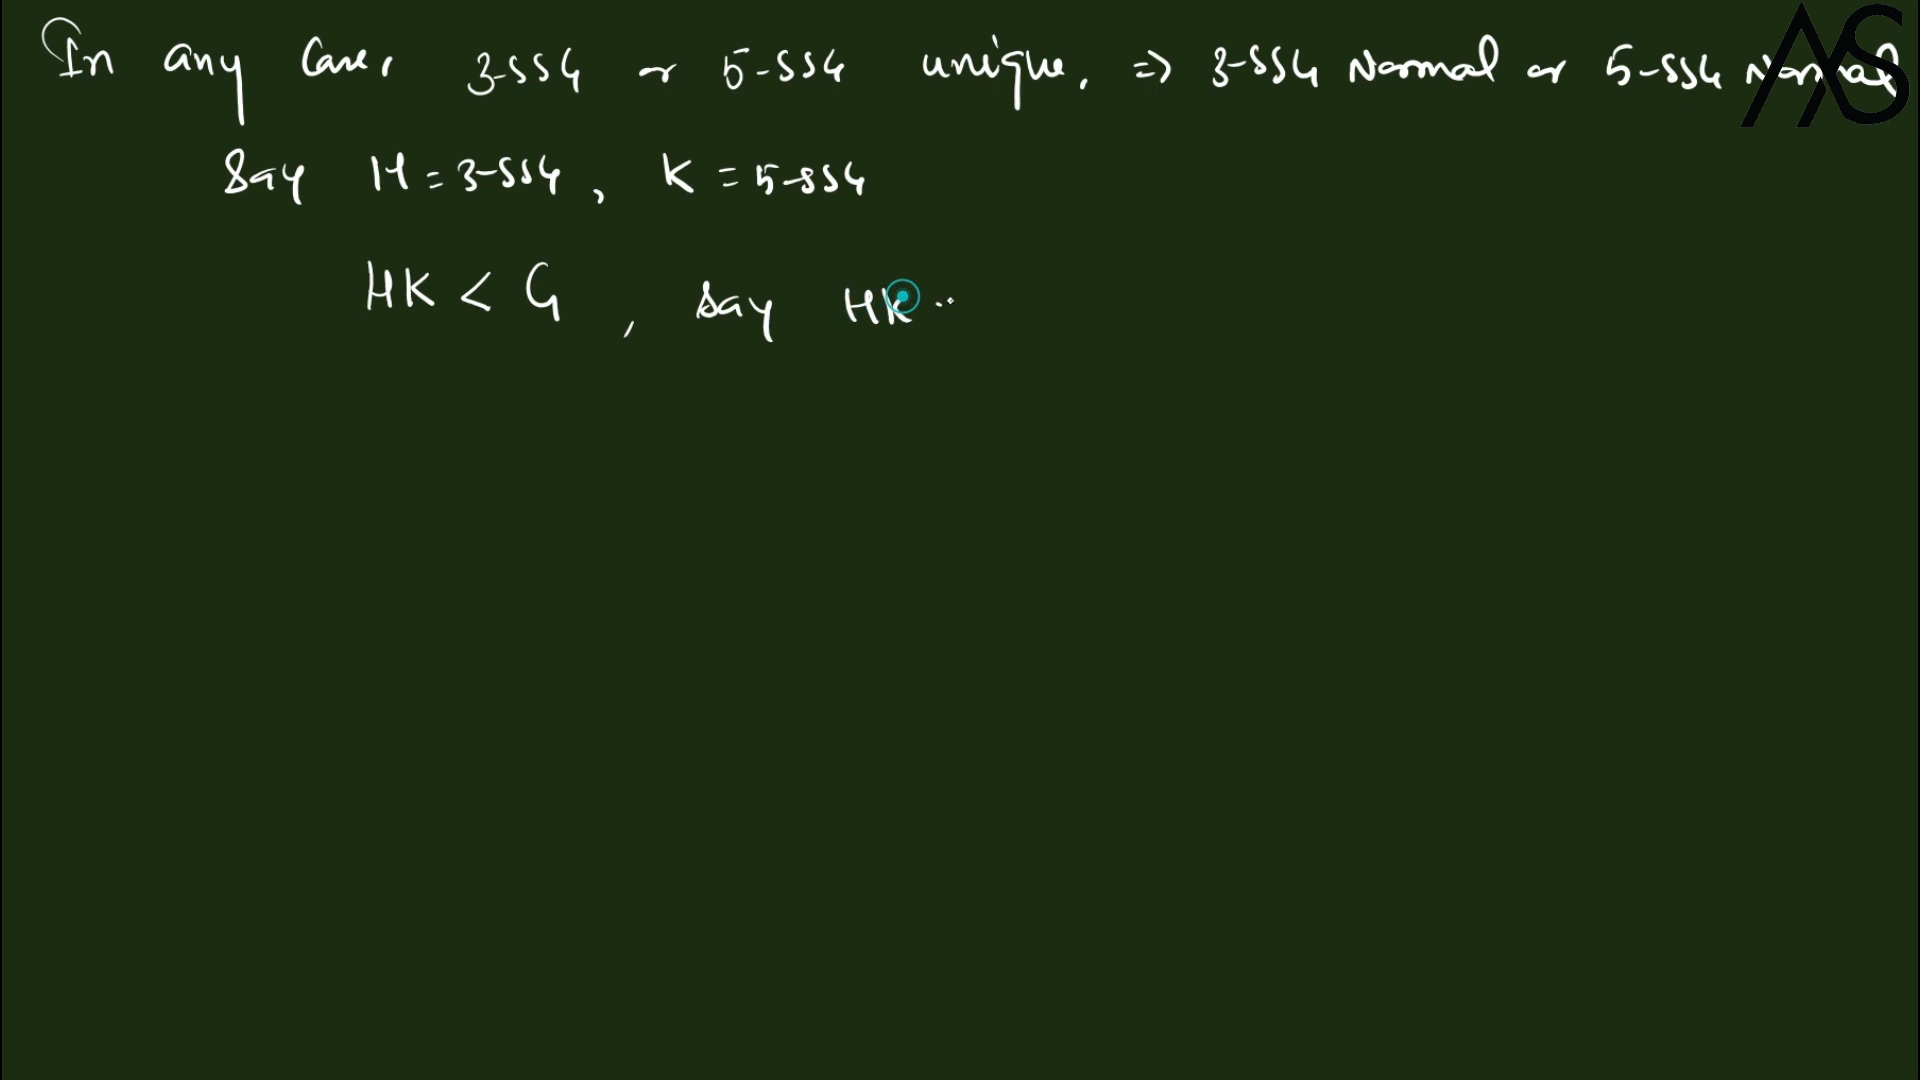 In any Case, 3-SSG or 5-SSG unique. => 3-SSG Normal or 5-SSG Normal
Say H = 3-SSG, K = 5-SSG
HK < G, say HK
AS